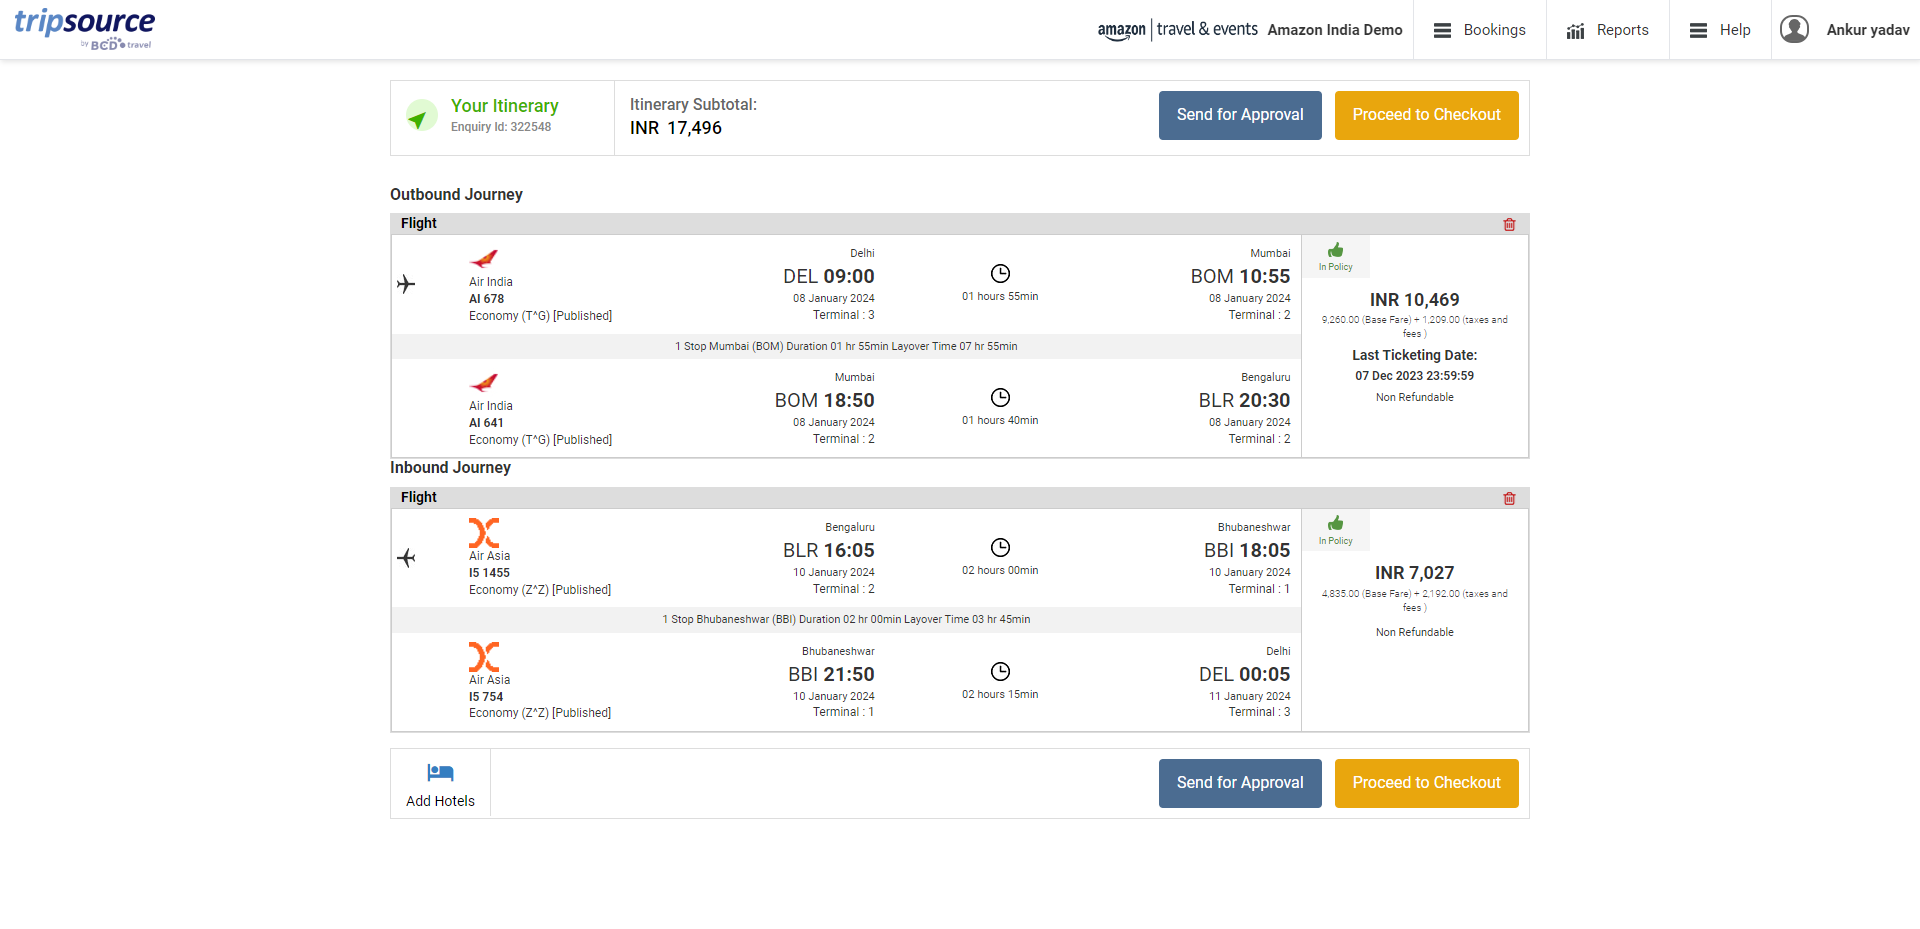 tripsource
by BCD travel
amazon | travel & events Amazon India Demo
Bookings
Reports
Help
Ankur yadav
Your Itinerary
Enquiry Id: 322548
Itinerary Subtotal:
INR 17,496
Send for Approval
Proceed to Checkout
Outbound Journey
Flight
Air India
AI 678
Economy (T^G) [Published]
Delhi
DEL 09:00
08 January 2024
Terminal : 3
01 hours 55min
Mumbai
BOM 10:55
08 January 2024
Terminal : 2
In Policy
INR 10,469
9,260.00 (Base Fare) + 1,209.00 (taxes and
fees )
Last Ticketing Date:
07 Dec 2023 23:59:59
Non Refundable
1 Stop Mumbai (BOM) Duration 01 hr 55min Layover Time 07 hr 55min
Air India
AI 641
Economy (T^G) [Published]
Mumbai
BOM 18:50
08 January 2024
Terminal : 2
01 hours 40min
Bengaluru
BLR 20:30
08 January 2024
Terminal : 2
Inbound Journey
Flight
Air Asia
I5 1455
Economy (Z^Z) [Published]
Bengaluru
BLR 16:05
10 January 2024
Terminal : 2
02 hours 00min
Bhubaneshwar
BBI 18:05
10 January 2024
Terminal : 1
In Policy
INR 7,027
4,835.00 (Base Fare) + 2,192.00 (taxes and
fees )
Non Refundable
1 Stop Bhubaneshwar (BBI) Duration 02 hr 00min Layover Time 03 hr 45min
Air Asia
I5 754
Economy (Z^Z) [Published]
Bhubaneshwar
BBI 21:50
10 January 2024
Terminal : 1
02 hours 15min
Delhi
DEL 00:05
11 January 2024
Terminal : 3
Add Hotels
Send for Approval
Proceed to Checkout